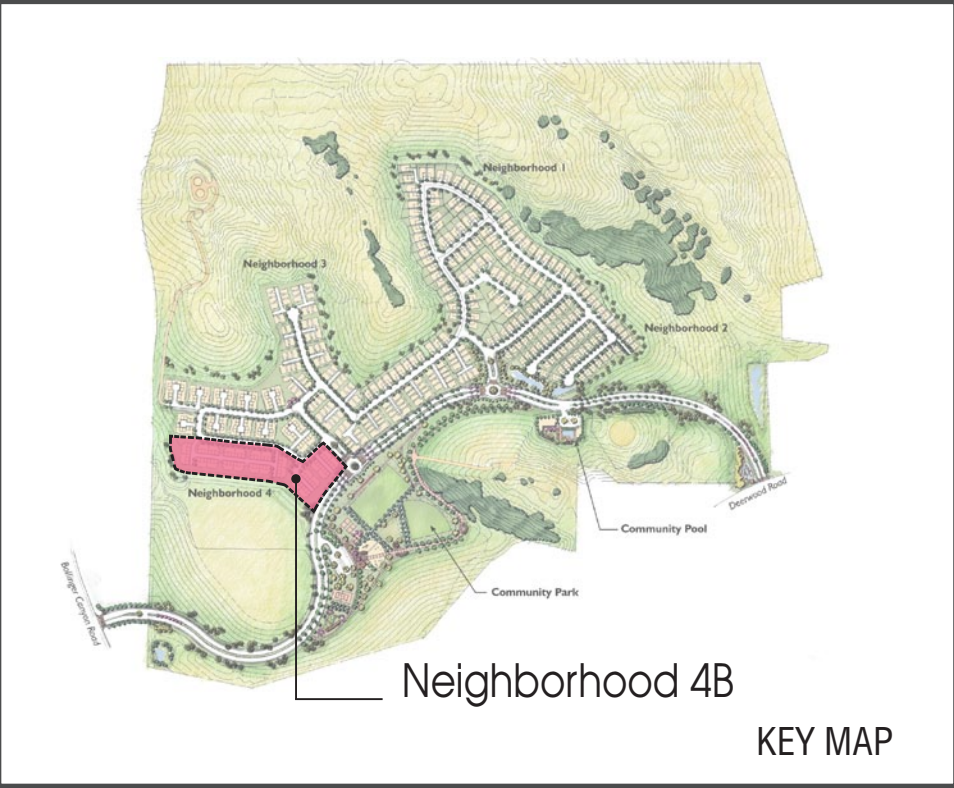 Neighborhood 1
Neighborhood 3
Neighborhood 2
Neighborhood 4
Deerwood Road
Community Pool
Bollinger Canyon Road
Community Park
Neighborhood 4B
KEY MAP